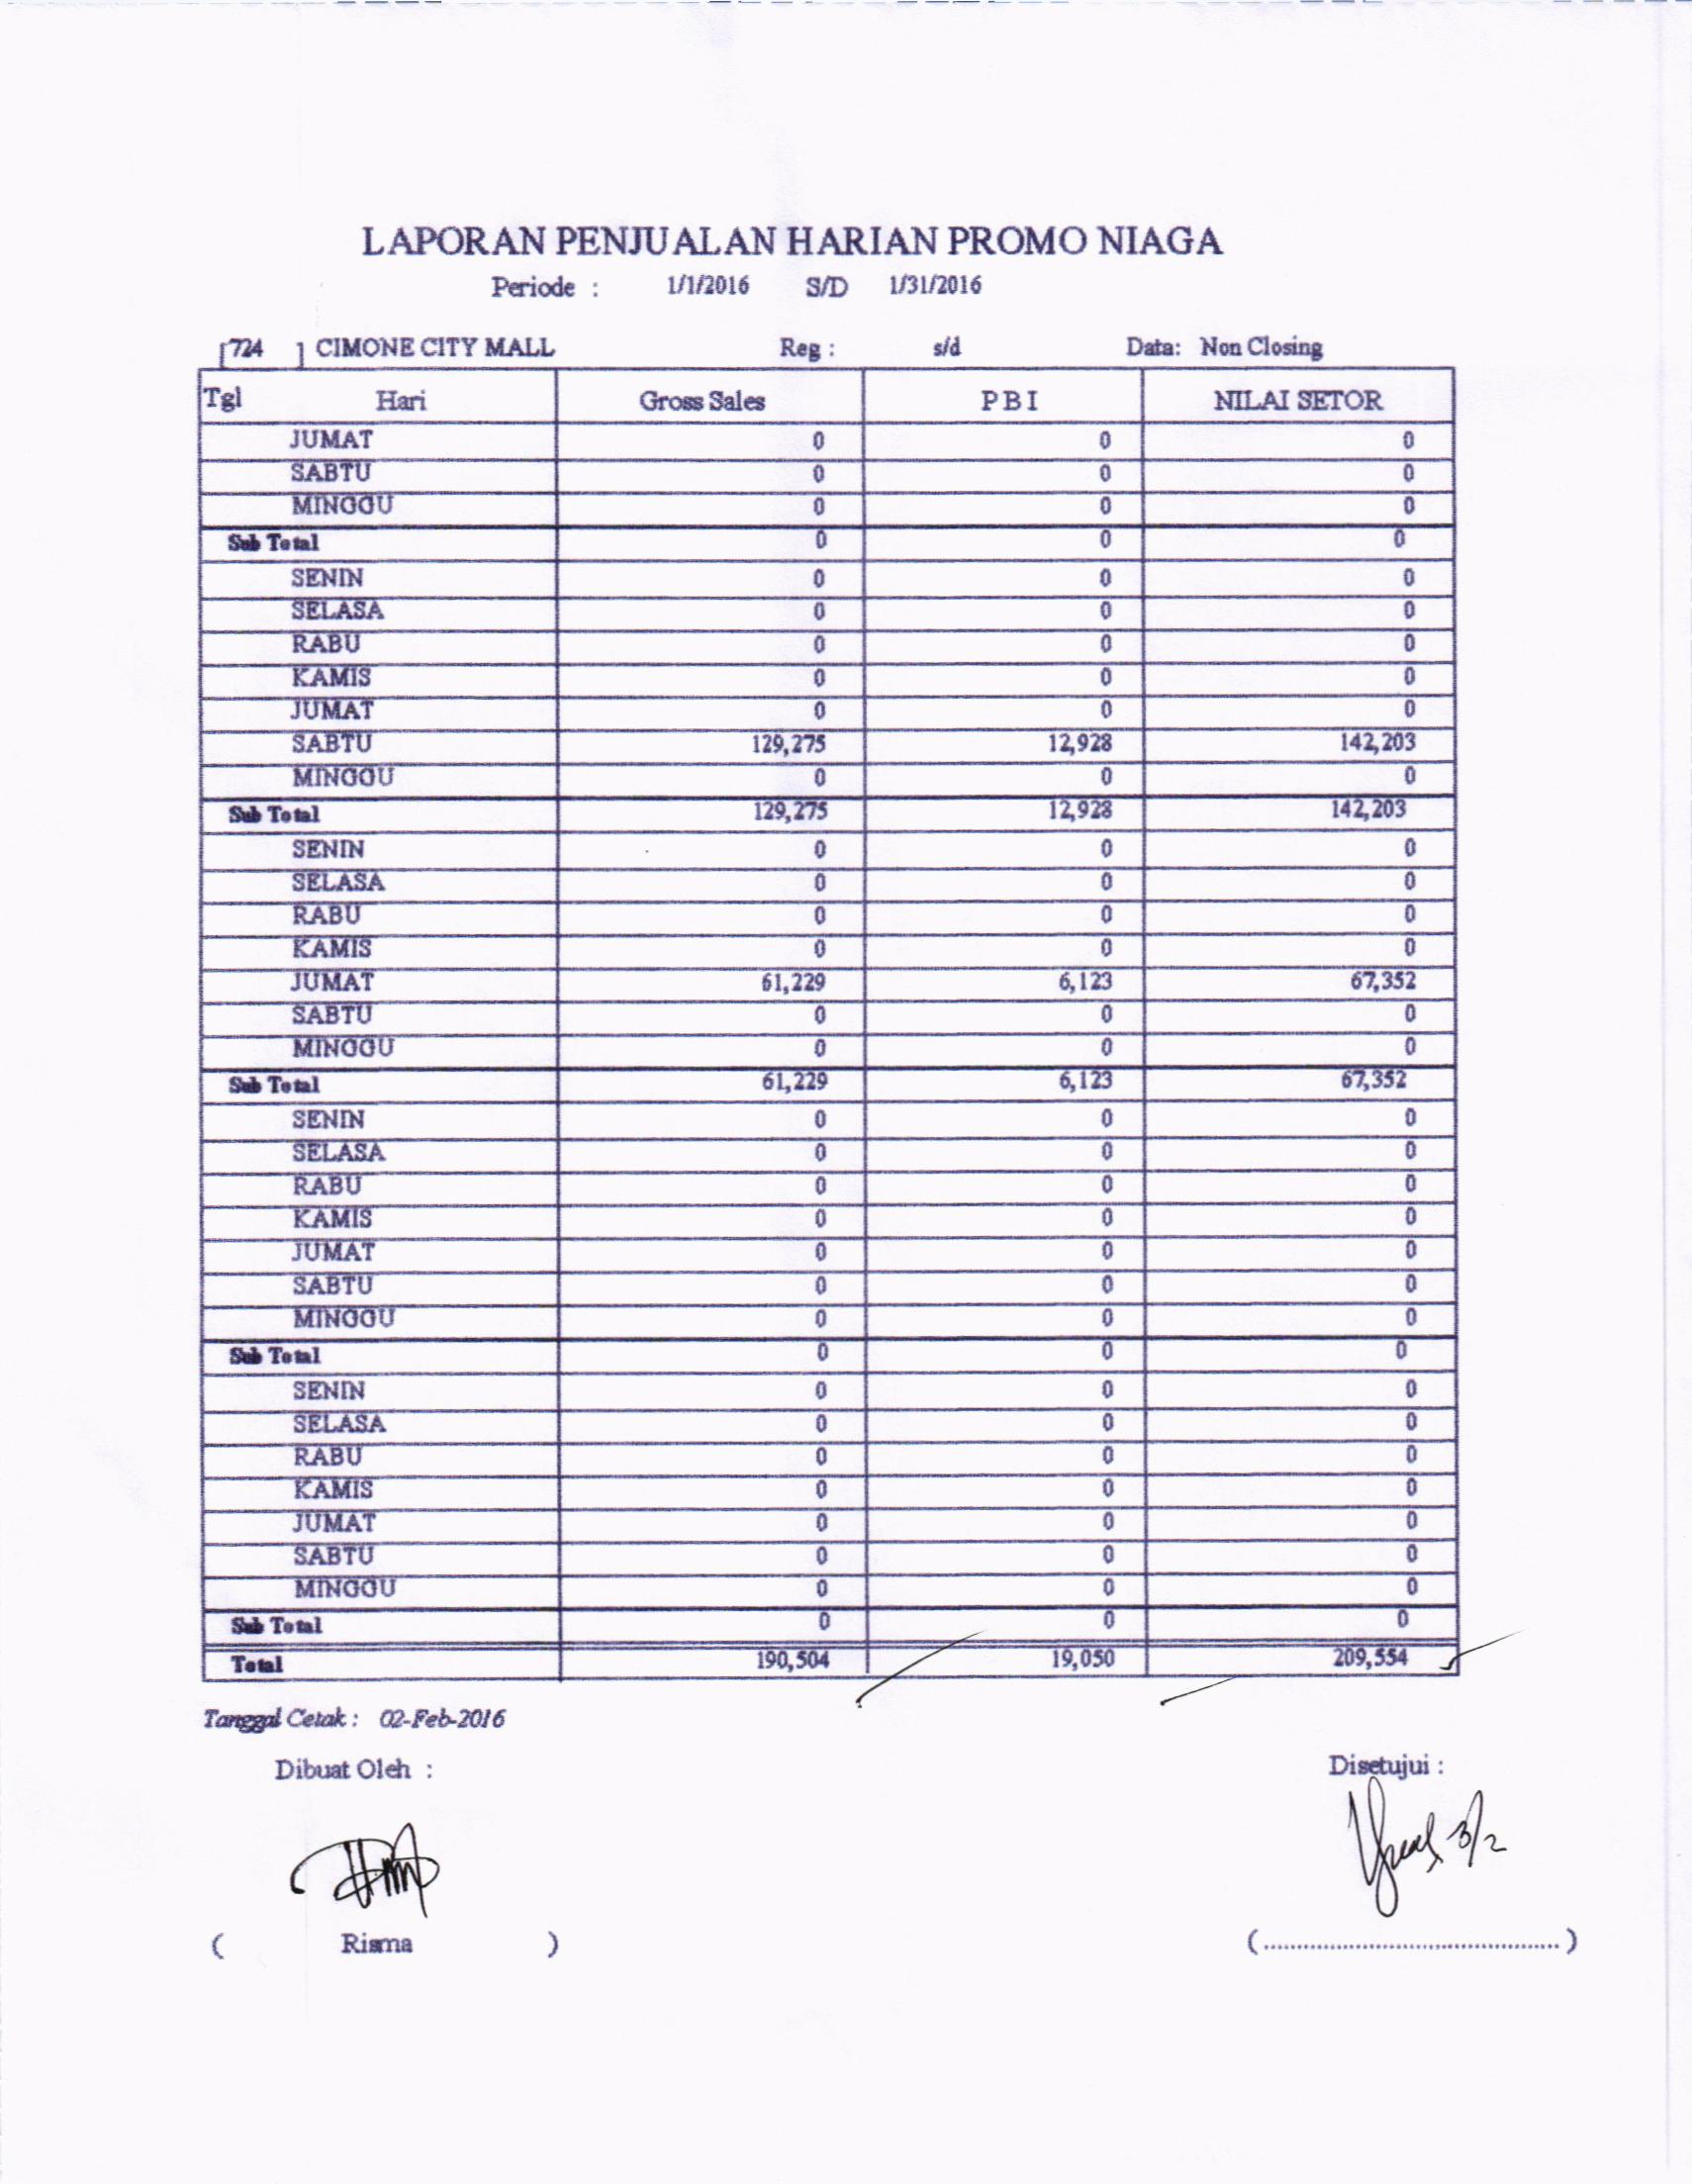 LAPORAN PENJUALAN HARIAN PROMO NIAGA
Periode : 1/1/2016 S/D 1/31/2016
[724 ] CIMONE CITY MALL Reg : s/d Data: Non Closing
Tgl Hari Gross Sales P B I NILAI SETOR
JUMAT 0 0 0
SABTU 0 0 0
MINGGU 0 0 0
Sub Total 0 0 0
SENIN 0 0 0
SELASA 0 0 0
RABU 0 0 0
KAMIS 0 0 0
JUMAT 0 0 0
SABTU 129,275 12,928 142,203
MINGGU 0 0 0
Sub Total 129,275 12,928 142,203
SENIN 0 0 0
SELASA 0 0 0
RABU 0 0 0
KAMIS 0 0 0
JUMAT 61,229 6,123 67,352
SABTU 0 0 0
MINGGU 0 0 0
Sub Total 61,229 6,123 67,352
SENIN 0 0 0
SELASA 0 0 0
RABU 0 0 0
KAMIS 0 0 0
JUMAT 0 0 0
SABTU 0 0 0
MINGGU 0 0 0
Sub Total 0 0 0
SENIN 0 0 0
SELASA 0 0 0
RABU 0 0 0
KAMIS 0 0 0
JUMAT 0 0 0
SABTU 0 0 0
MINGGU 0 0 0
Sub Total 0 0 0
Total 190,504 19,050 209,554
Tanggal Cetak : 02-Feb-2016
Dibuat Oleh : Disetujui :
3/2
( Risma ) (..............................................)